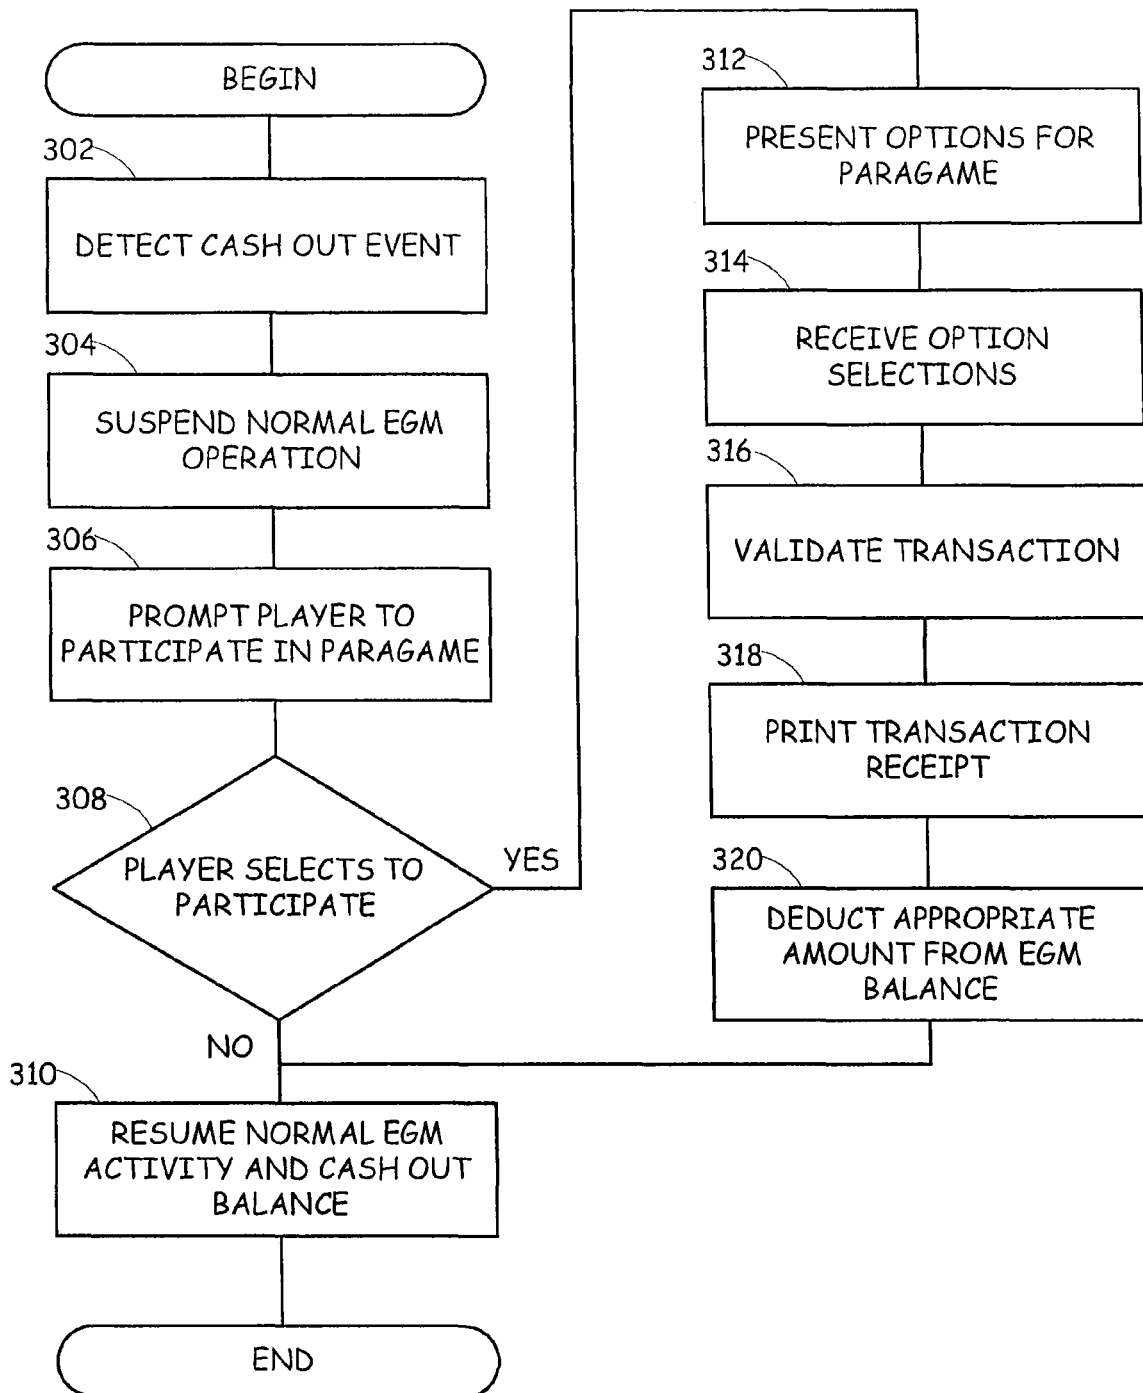 BEGIN
302
DETECT CASH OUT EVENT
304
SUSPEND NORMAL EGM
OPERATION
306
PROMPT PLAYER TO
PARTICIPATE IN PARAGAME
308
PLAYER SELECTS TO
PARTICIPATE
YES
NO
310
RESUME NORMAL EGM
ACTIVITY AND CASH OUT
BALANCE
END
312
PRESENT OPTIONS FOR
PARAGAME
314
RECEIVE OPTION
SELECTIONS
316
VALIDATE TRANSACTION
318
PRINT TRANSACTION
RECEIPT
320
DEDUCT APPROPRIATE
AMOUNT FROM EGM
BALANCE